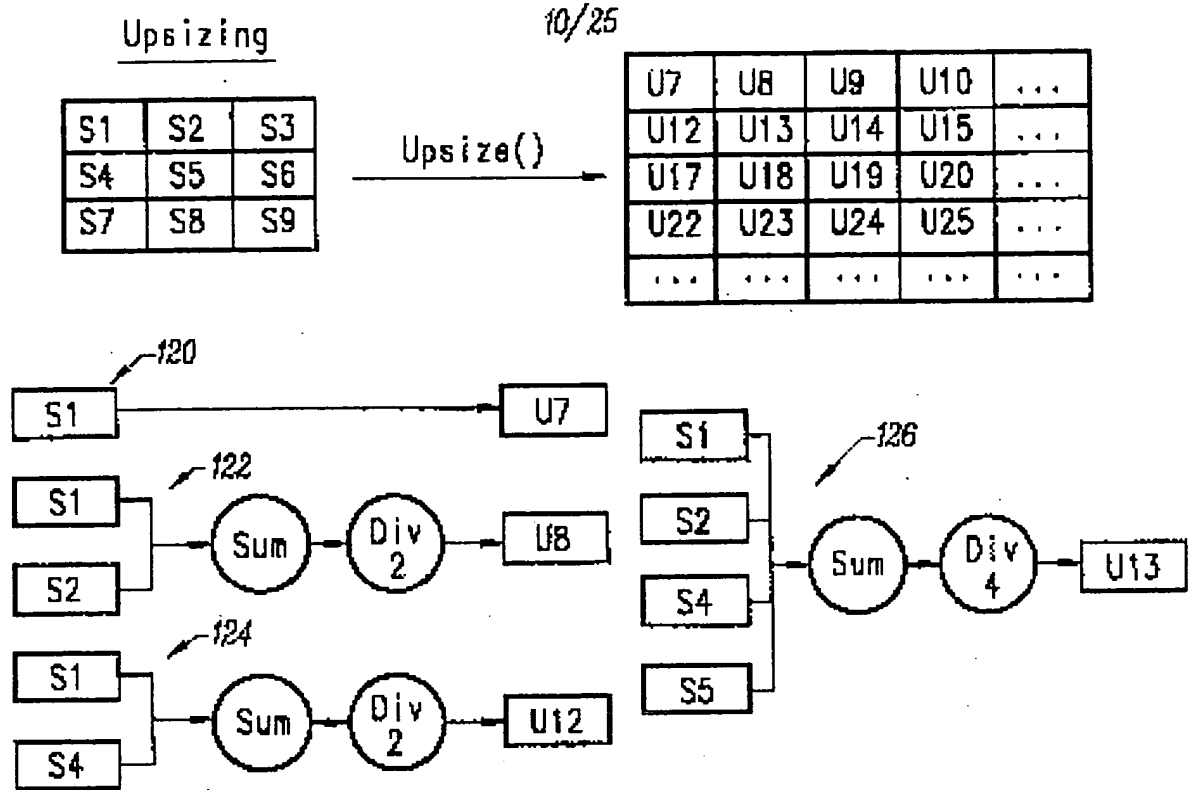 Upsizing
10/25
S1 S2 S3
S4 S5 S6
S7 S8 S9
Upsize()
U7 U8 U9 U10 ...
U12 U13 U14 U15 ...
U17 U18 U19 U20 ...
U22 U23 U24 U25 ...
... ... ... ... ...
120
S1
U7
122
S1
S2
Sum
Div
2
U8
124
S1
S4
Sum
Div
2
U12
126
S1
S2
S4
S5
Sum
Div
4
U13